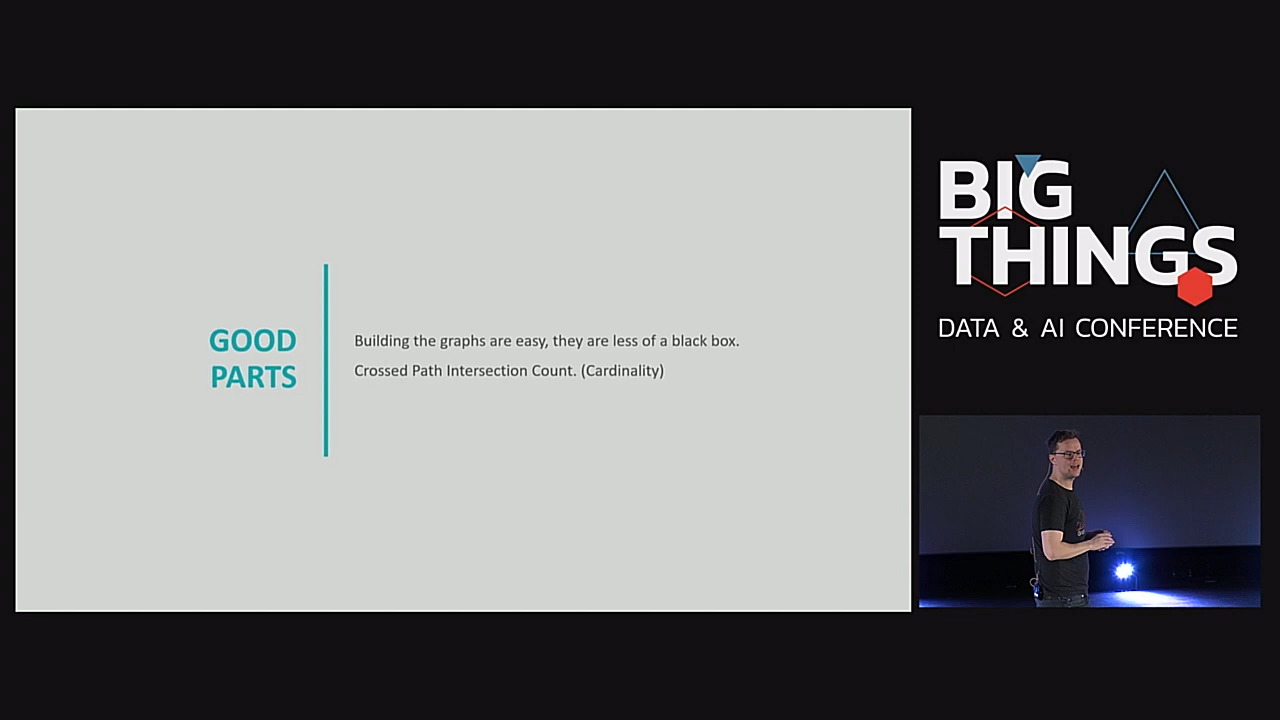 GOOD
PARTS
Building the graphs are easy, they are less of a black box.
Crossed Path Intersection Count. (Cardinality)
BIG
THINGS
DATA & AI CONFERENCE